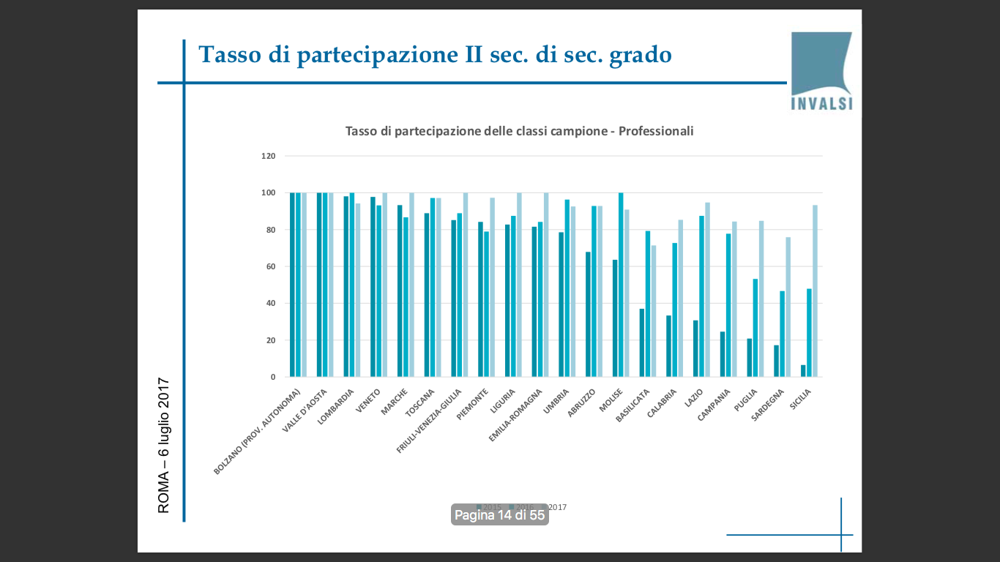 Tasso di partecipazione II sec. di sec. grado
INVALSI
Tasso di partecipazione delle classi campione - Professionali
120
100
80
60
40
20
0
BOLZANO (PROV. AUTONOMA)
VALLE D'AOSTA
LOMBARDIA
VENETO
MARCHE
TOSCANA
FRIULI-VENEZIA-GIULIA
PIEMONTE
LIGURIA
EMILIA-ROMAGNA
UMBRIA
ABRUZZO
MOLISE
BASILICATA
CALABRIA
LAZIO
CAMPANIA
PUGLIA
SARDEGNA
SICILIA
2015 2016 2017
Pagina 14 di 55
ROMA – 6 luglio 2017